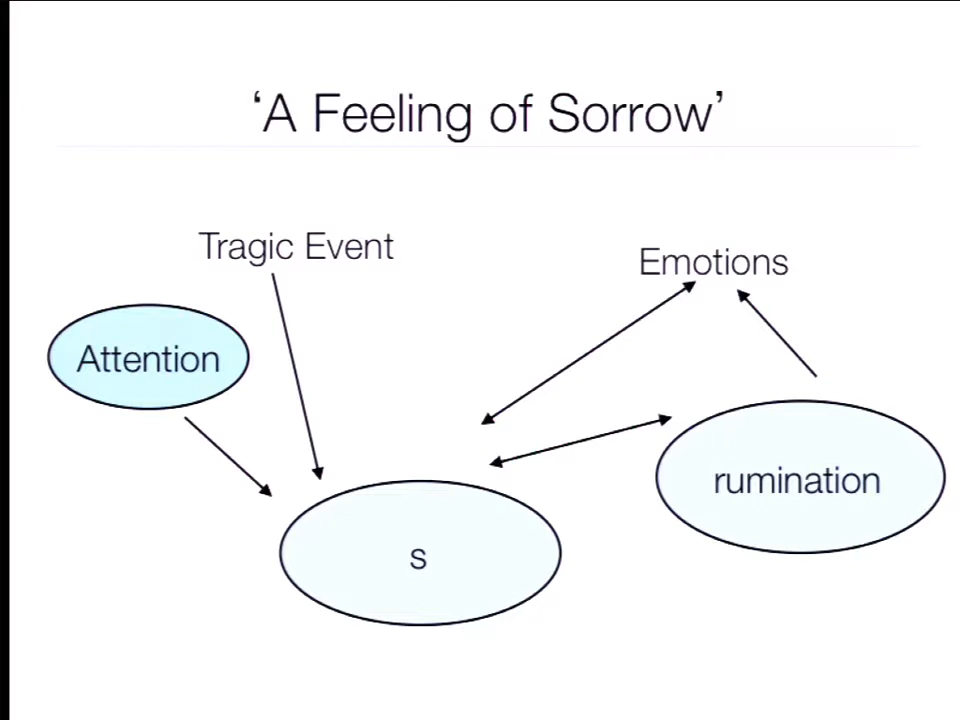 ‘A Feeling of Sorrow’
Tragic Event
Emotions
Attention
rumination
s